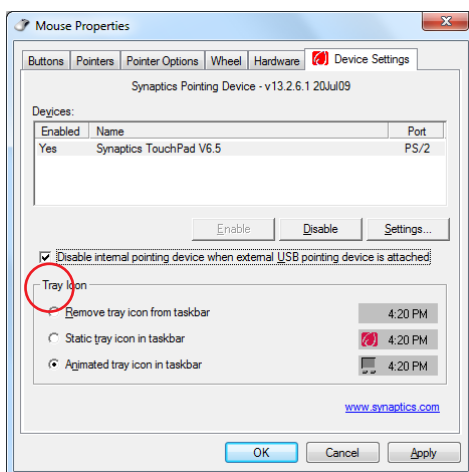 Mouse Properties
Buttons Pointers Pointer Options Wheel Hardware Device Settings
Synaptics Pointing Device - v13.2.6.1 20Jul09
Devices:
Enabled Name Port
Yes Synaptics TouchPad V6.5 PS/2
Enable Disable Settings...
Disable internal pointing device when external USB pointing device is attached
Tray Icon
Remove tray icon from taskbar 4:20 PM
Static tray icon in taskbar 4:20 PM
Animated tray icon in taskbar 4:20 PM
www.synaptics.com
OK Cancel Apply